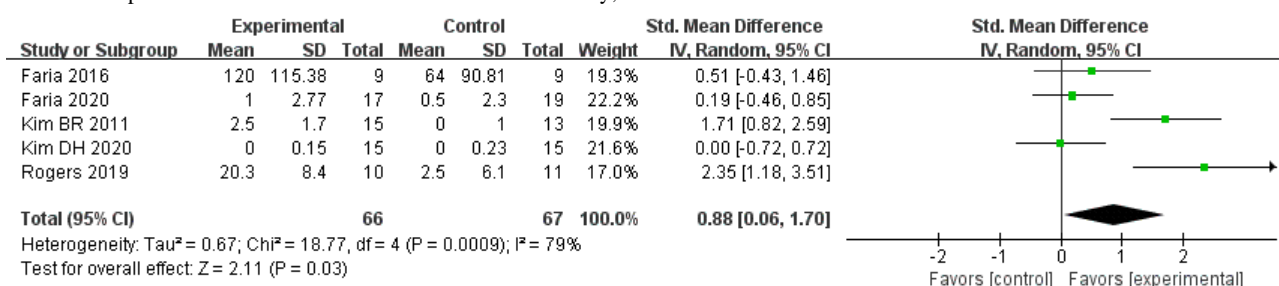 Experimental Control Std. Mean Difference Std. Mean Difference
Study or Subgroup Mean SD Total Mean SD Total Weight IV, Random, 95% CI IV, Random, 95% CI
Faria 2016 120 115.38 9 64 90.81 9 19.3% 0.51 [-0.43, 1.46]
Faria 2020 1 2.77 17 0.5 2.3 19 22.2% 0.19 [-0.46, 0.85]
Kim BR 2011 2.5 1.7 15 0 1 13 19.9% 1.71 [0.82, 2.59]
Kim DH 2020 0 0.15 15 0 0.23 15 21.6% 0.00 [-0.72, 0.72]
Rogers 2019 20.3 8.4 10 2.5 6.1 11 17.0% 2.35 [1.18, 3.51]
Total (95% CI) 66 67 100.0% 0.88 [0.06, 1.70]
Heterogeneity: Tau² = 0.67; Chi² = 18.77, df = 4 (P = 0.0009); I² = 79%
Test for overall effect: Z = 2.11 (P = 0.03)
-2 -1 0 1 2
Favors [control] Favors [experimental]